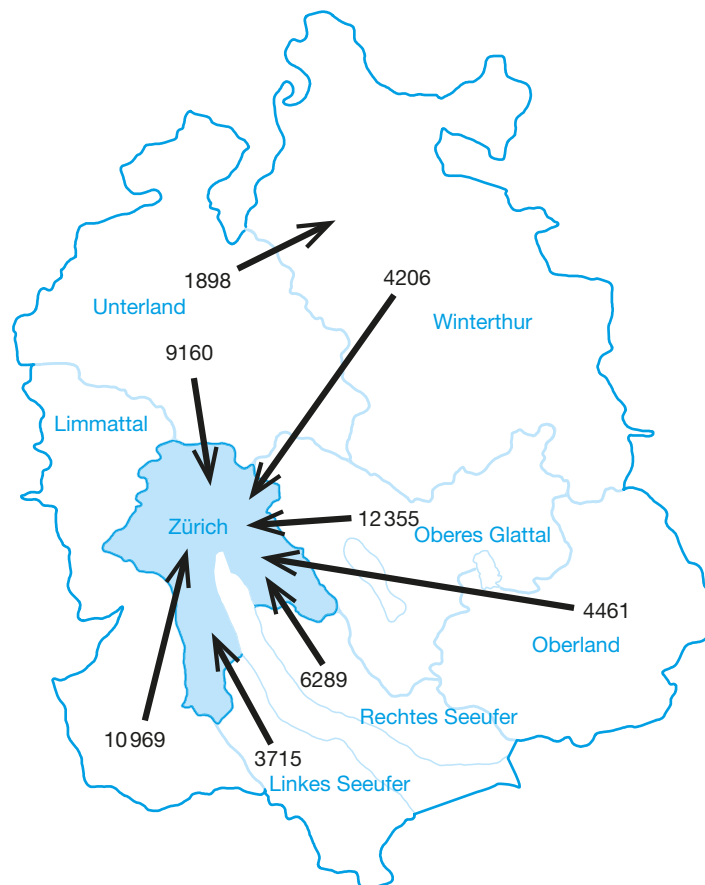 1898
4206
Unterland
Winterthur
9160
Limmattal
Zürich
12 355
Oberes Glattal
4461
Oberland
6289
Rechtes Seeufer
10 969
3715
Linkes Seeufer